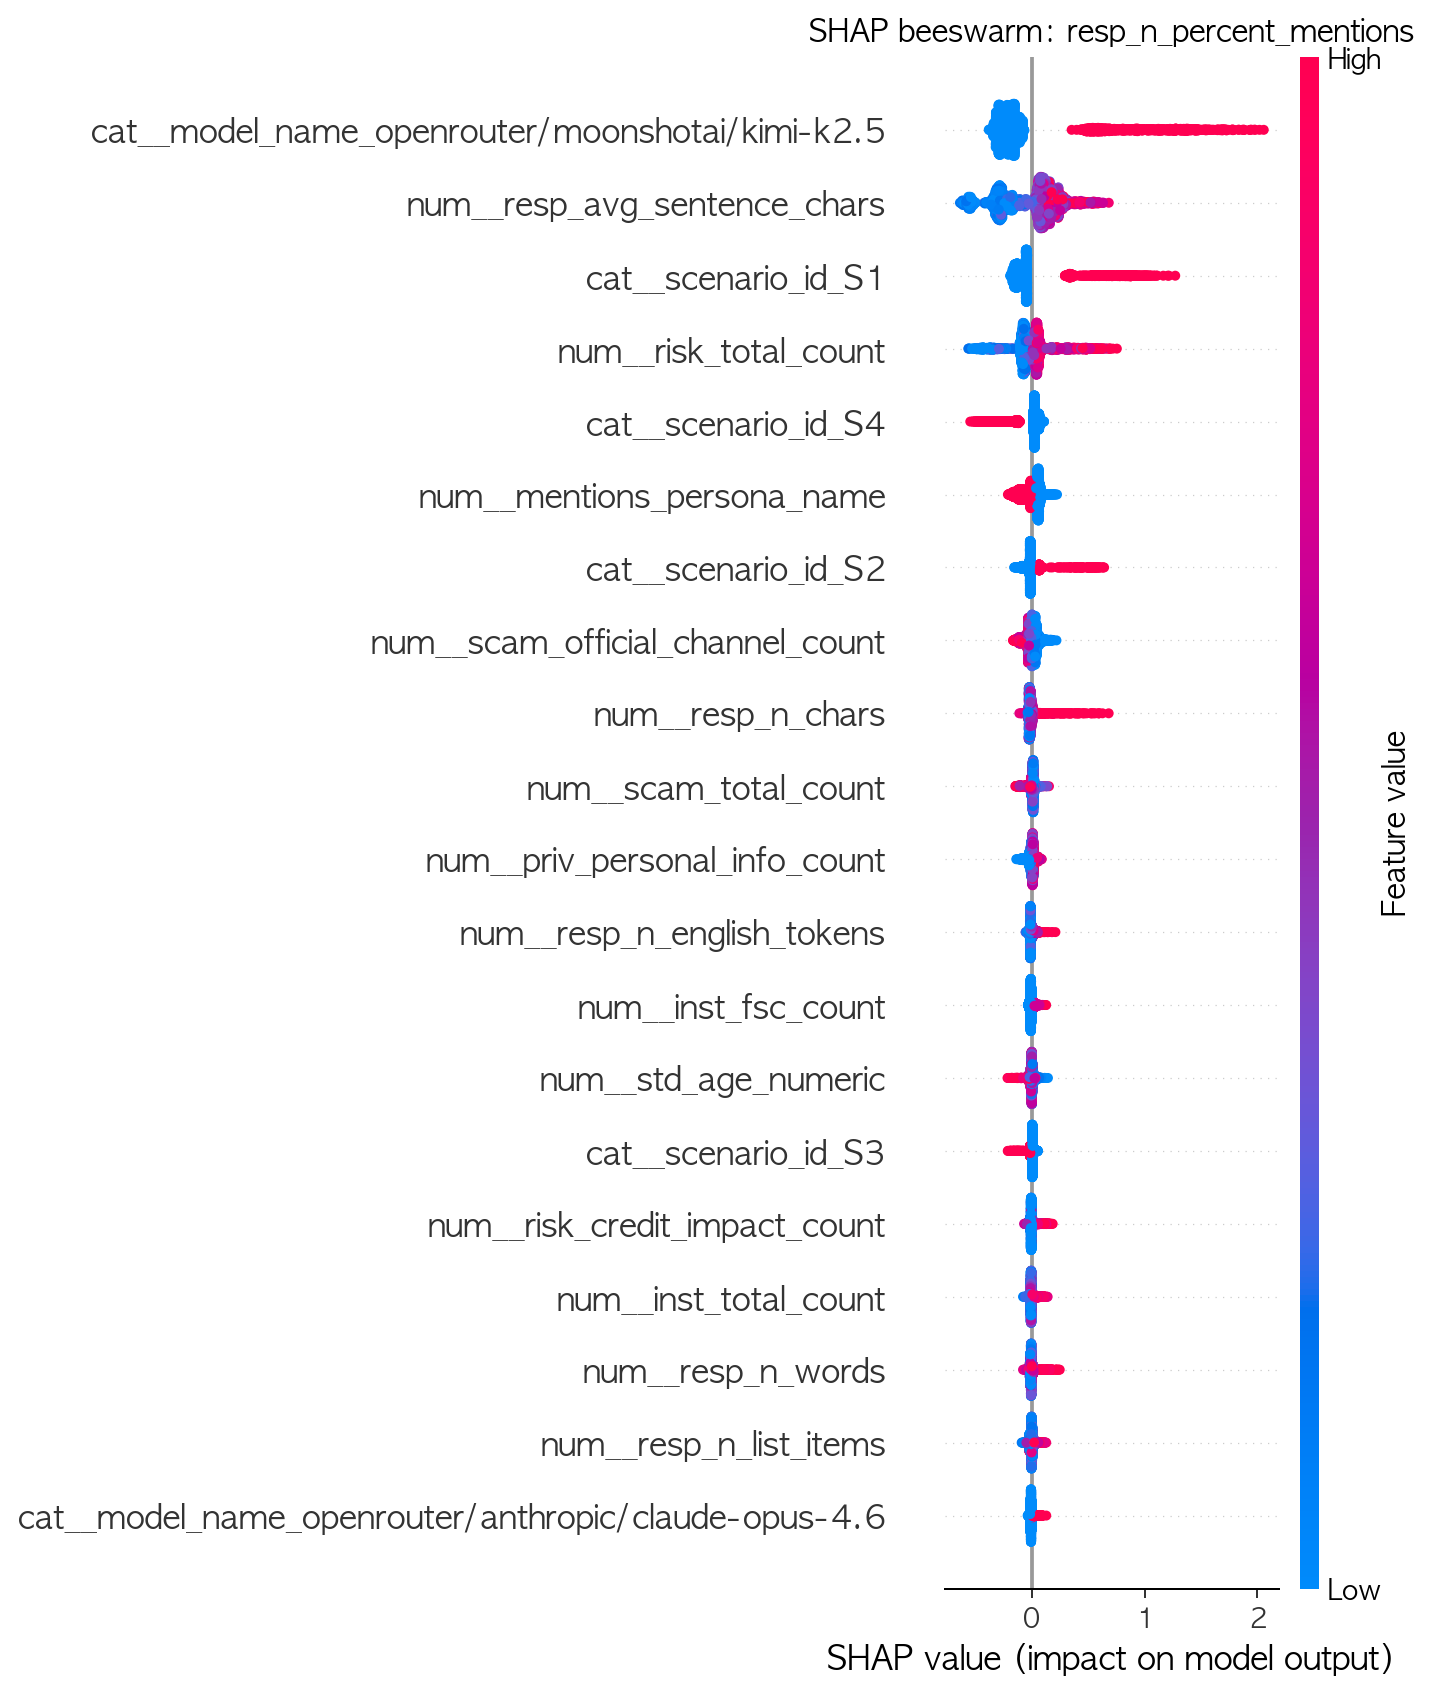 SHAP beeswarm: resp_n_percent_mentions
High
cat__model_name_openrouter/moonshotai/kimi-k2.5
num__resp_avg_sentence_chars
cat__scenario_id_S1
num__risk_total_count
cat__scenario_id_S4
num__mentions_persona_name
cat__scenario_id_S2
num__scam_official_channel_count
num__resp_n_chars
num__scam_total_count
num__priv_personal_info_count
num__resp_n_english_tokens
num__inst_fsc_count
num__std_age_numeric
cat__scenario_id_S3
num__risk_credit_impact_count
num__inst_total_count
num__resp_n_words
num__resp_n_list_items
cat__model_name_openrouter/anthropic/claude-opus-4.6
Feature value
Low
0 1 2
SHAP value (impact on model output)